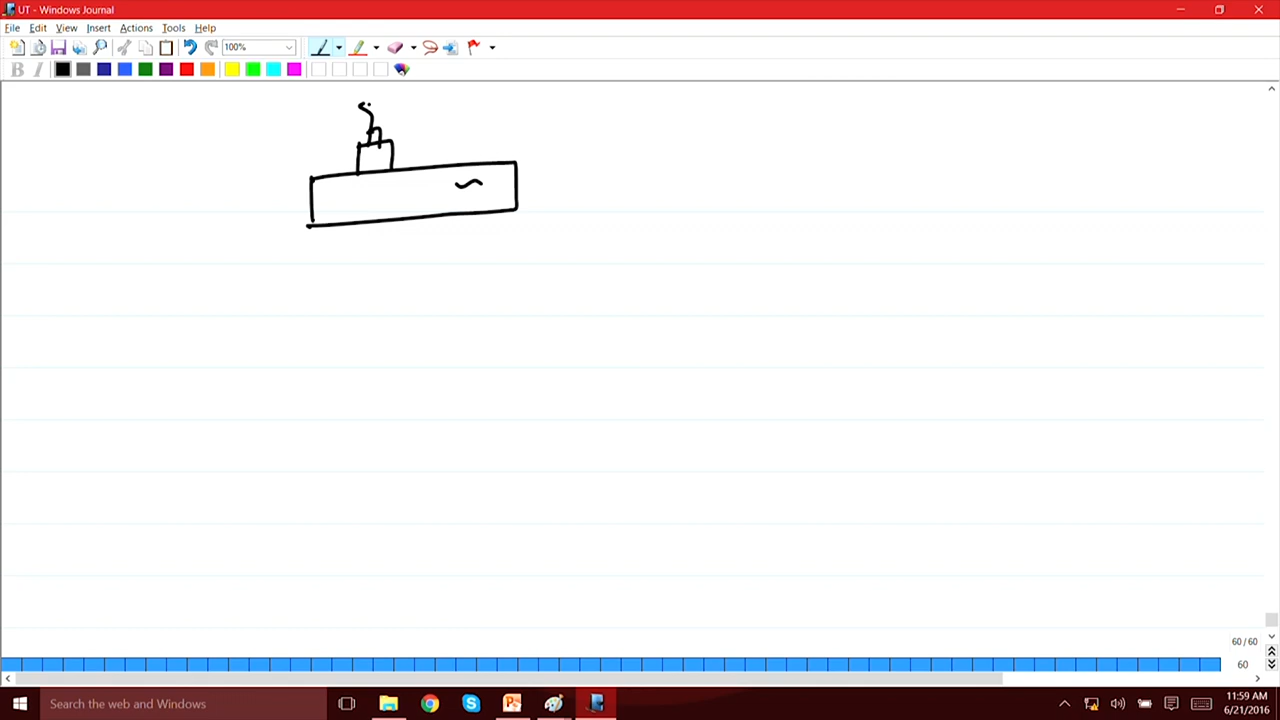 UT - Windows Journal
File Edit View Insert Actions Tools Help
100%
B I
60 / 60
60
Search the web and Windows
11:59 AM
6/21/2016